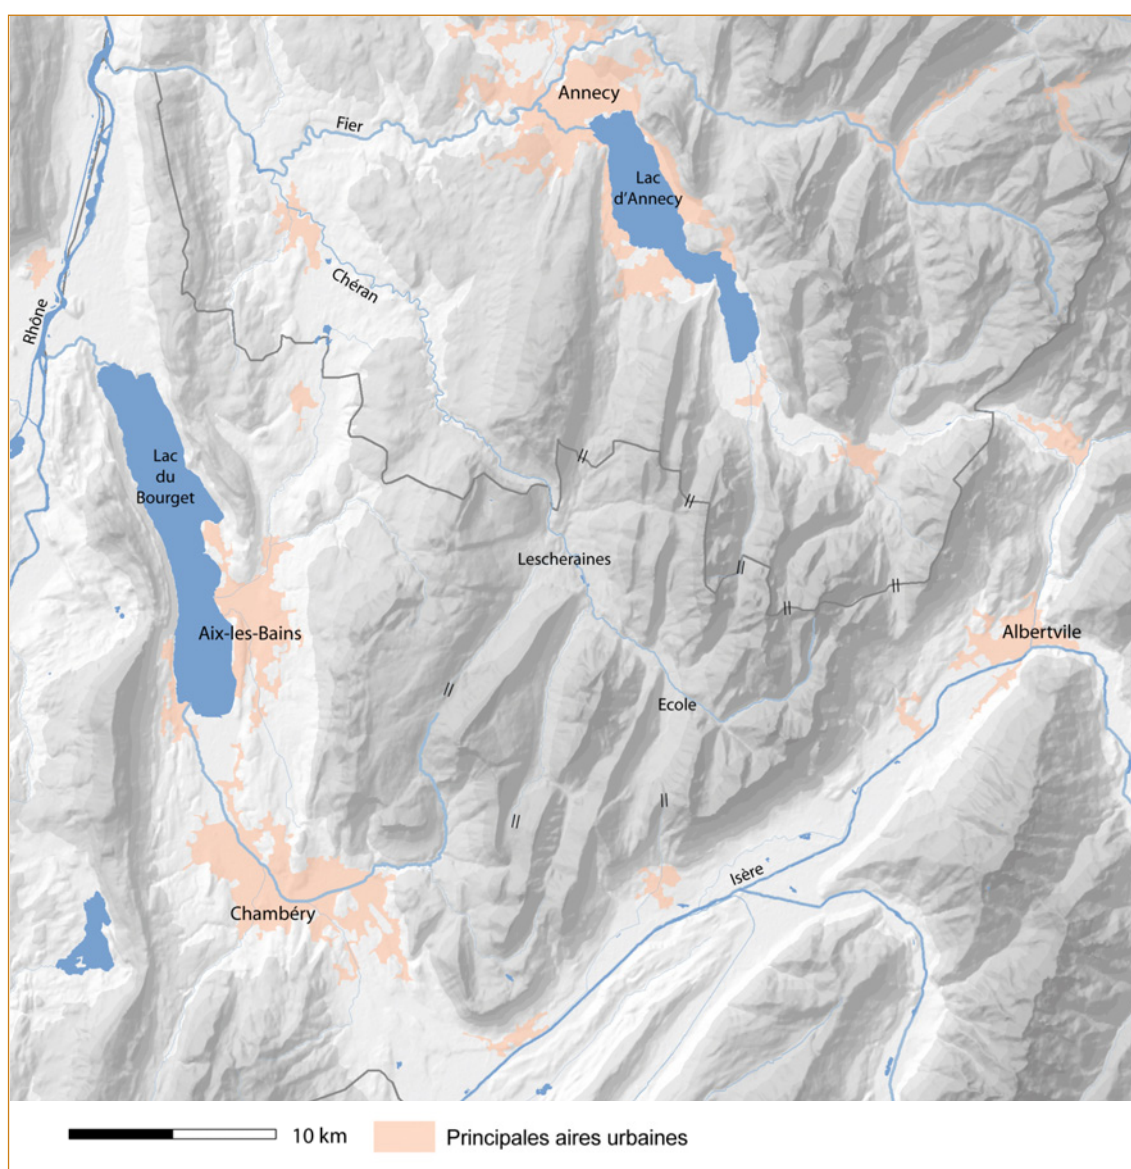 Annecy
Fier
Lac
d'Annecy
Chéran
Rhône
Lac
du
Bourget
Lescheraines
Aix-les-Bains
Albertvile
Ecole
Isère
Chambéry
10 km
Principales aires urbaines